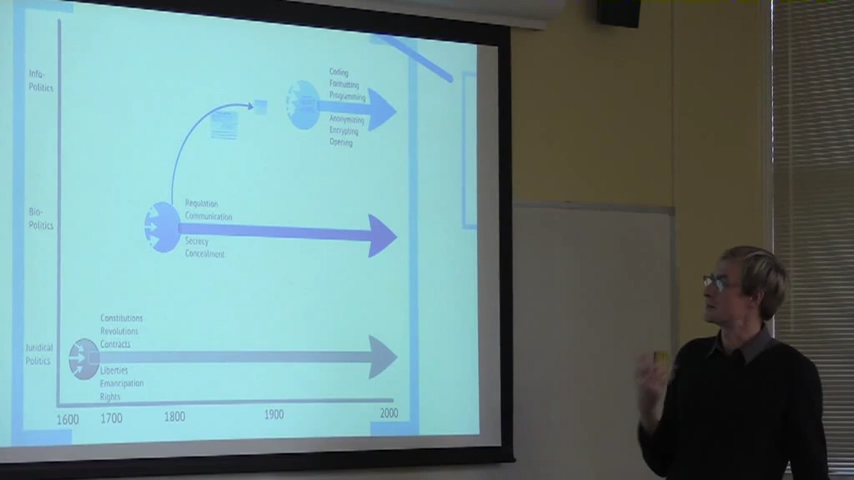 Info-
Politics
Coding
Formatting
Programming
Anonymizing
Encrypting
Opening
Bio-
Politics
Regulation
Communication
Secrecy
Concealment
Juridical
Politics
Constitutions
Revolutions
Contracts
Liberties
Emancipation
Rights
1600 1700 1800 1900 2000